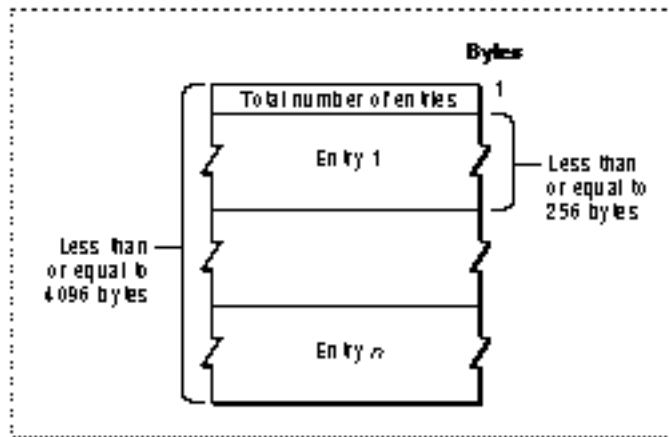 Bytes
Total number of entries
1
Entry 1
Less than
or equal to
256 bytes
Less than
or equal to
4096 bytes
Entry n